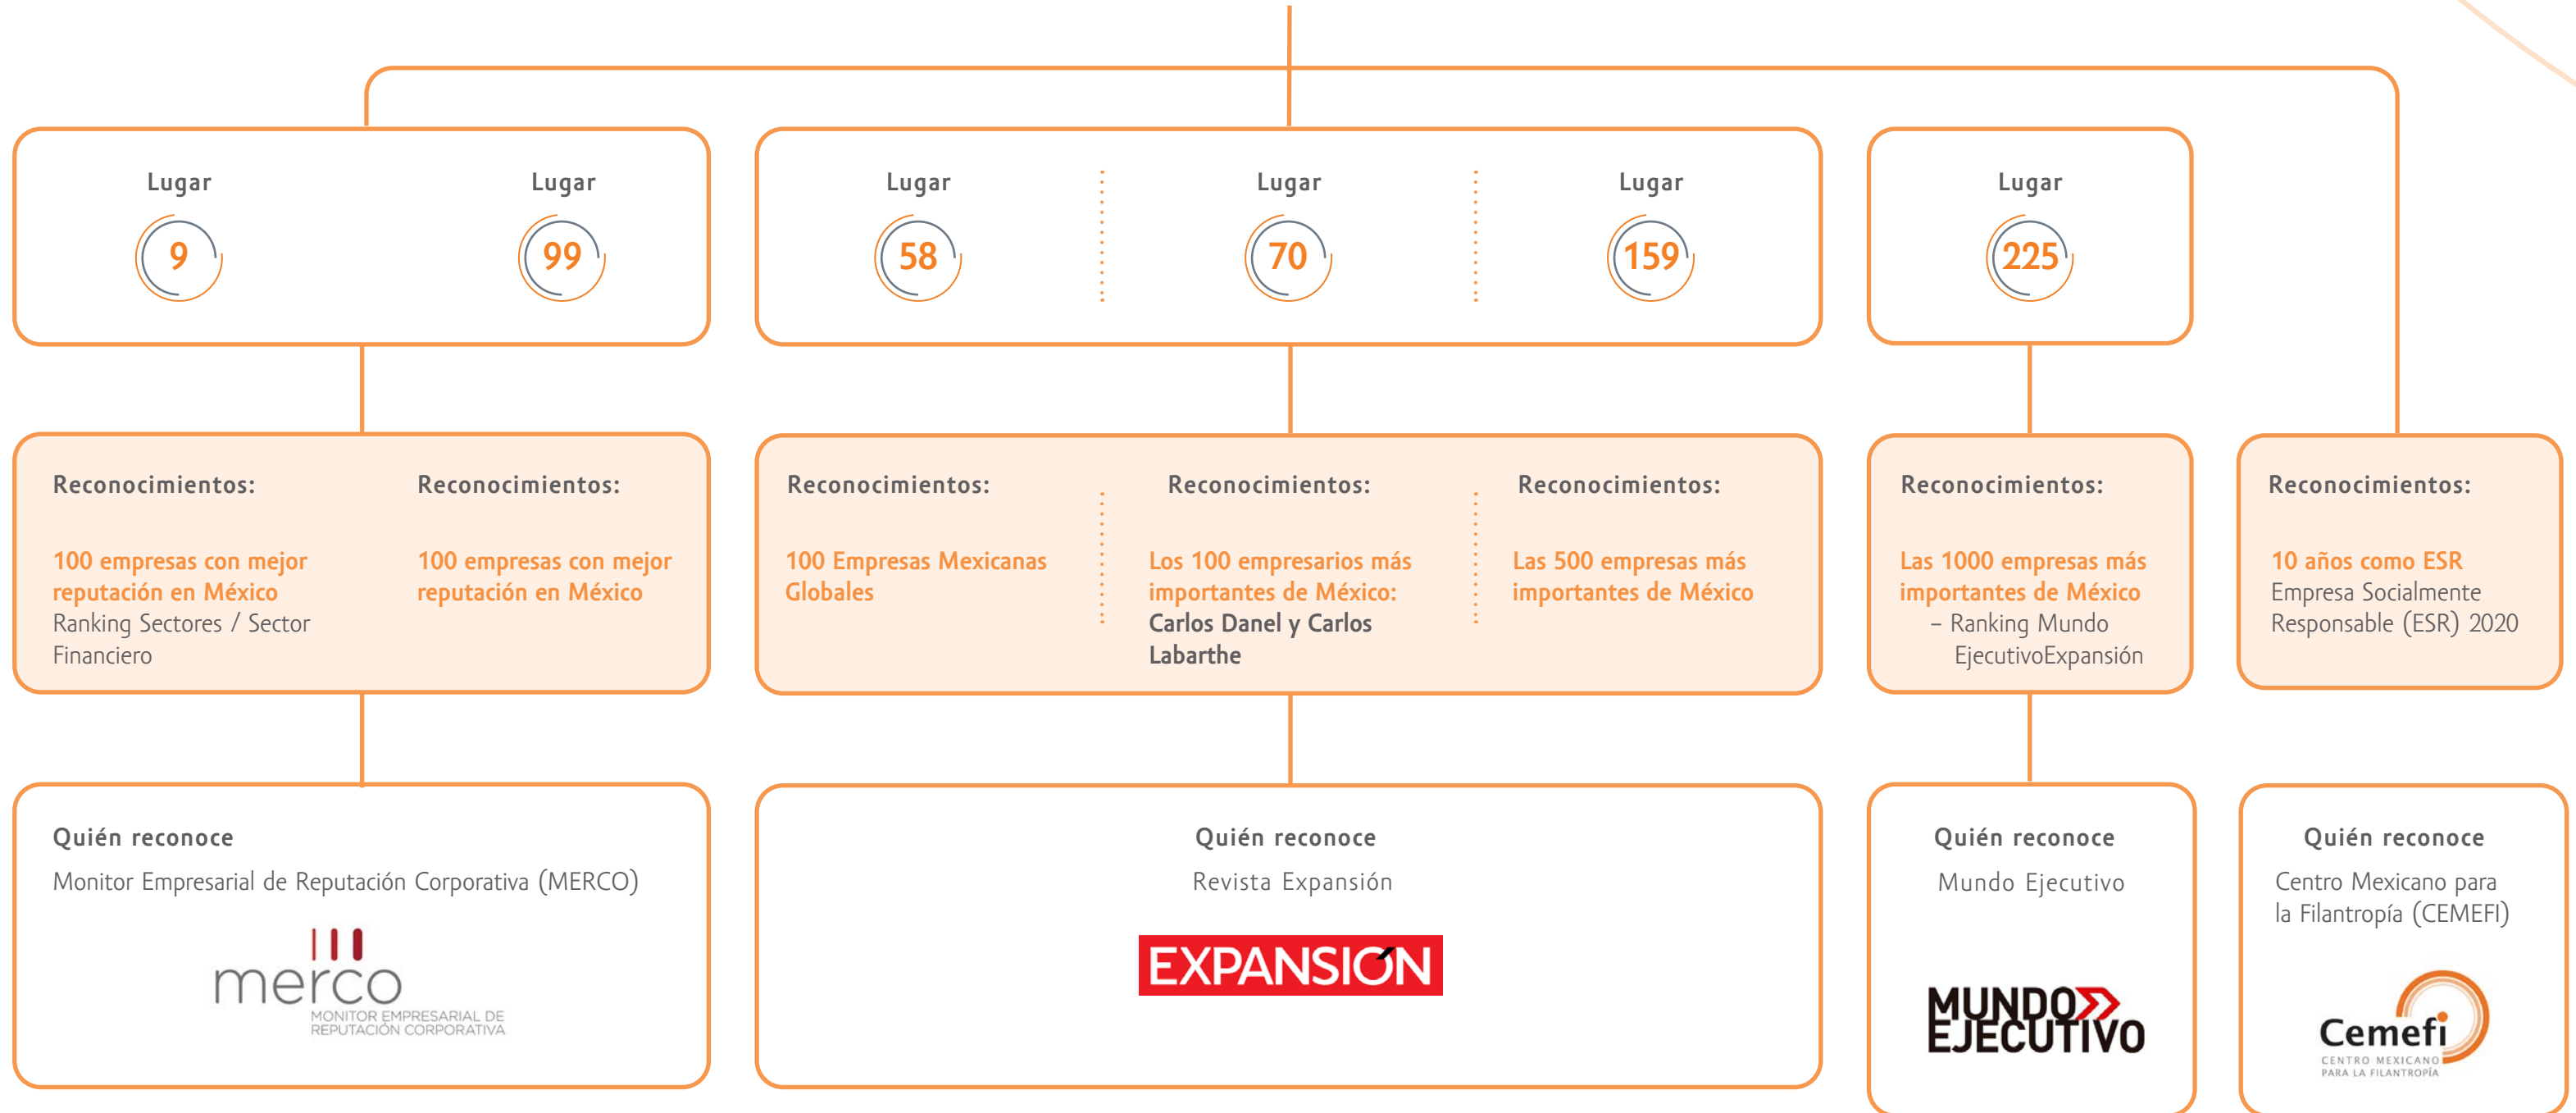 Lugar
9
Lugar
99
Lugar
58
Lugar
70
Lugar
159
Lugar
225
Reconocimientos:
100 empresas con mejor
reputación en México
Ranking Sectores / Sector
Financiero
Reconocimientos:
100 empresas con mejor
reputación en México
Reconocimientos:
100 Empresas Mexicanas
Globales
Reconocimientos:
Los 100 empresarios más
importantes de México:
Carlos Danel y Carlos
Labarthe
Reconocimientos:
Las 500 empresas más
importantes de México
Reconocimientos:
Las 1000 empresas más
importantes de México
– Ranking Mundo
EjecutivoExpansión
Reconocimientos:
10 años como ESR
Empresa Socialmente
Responsable (ESR) 2020
Quién reconoce
Monitor Empresarial de Reputación Corporativa (MERCO)
merco
MONITOR EMPRESARIAL DE
REPUTACIÓN CORPORATIVA
Quién reconoce
Revista Expansión
EXPANSIÓN
Quién reconoce
Mundo Ejecutivo
MUNDO
EJECUTIVO
Quién reconoce
Centro Mexicano para
la Filantropía (CEMEFI)
Cemefi
CENTRO MEXICANO
PARA LA FILANTROPÍA